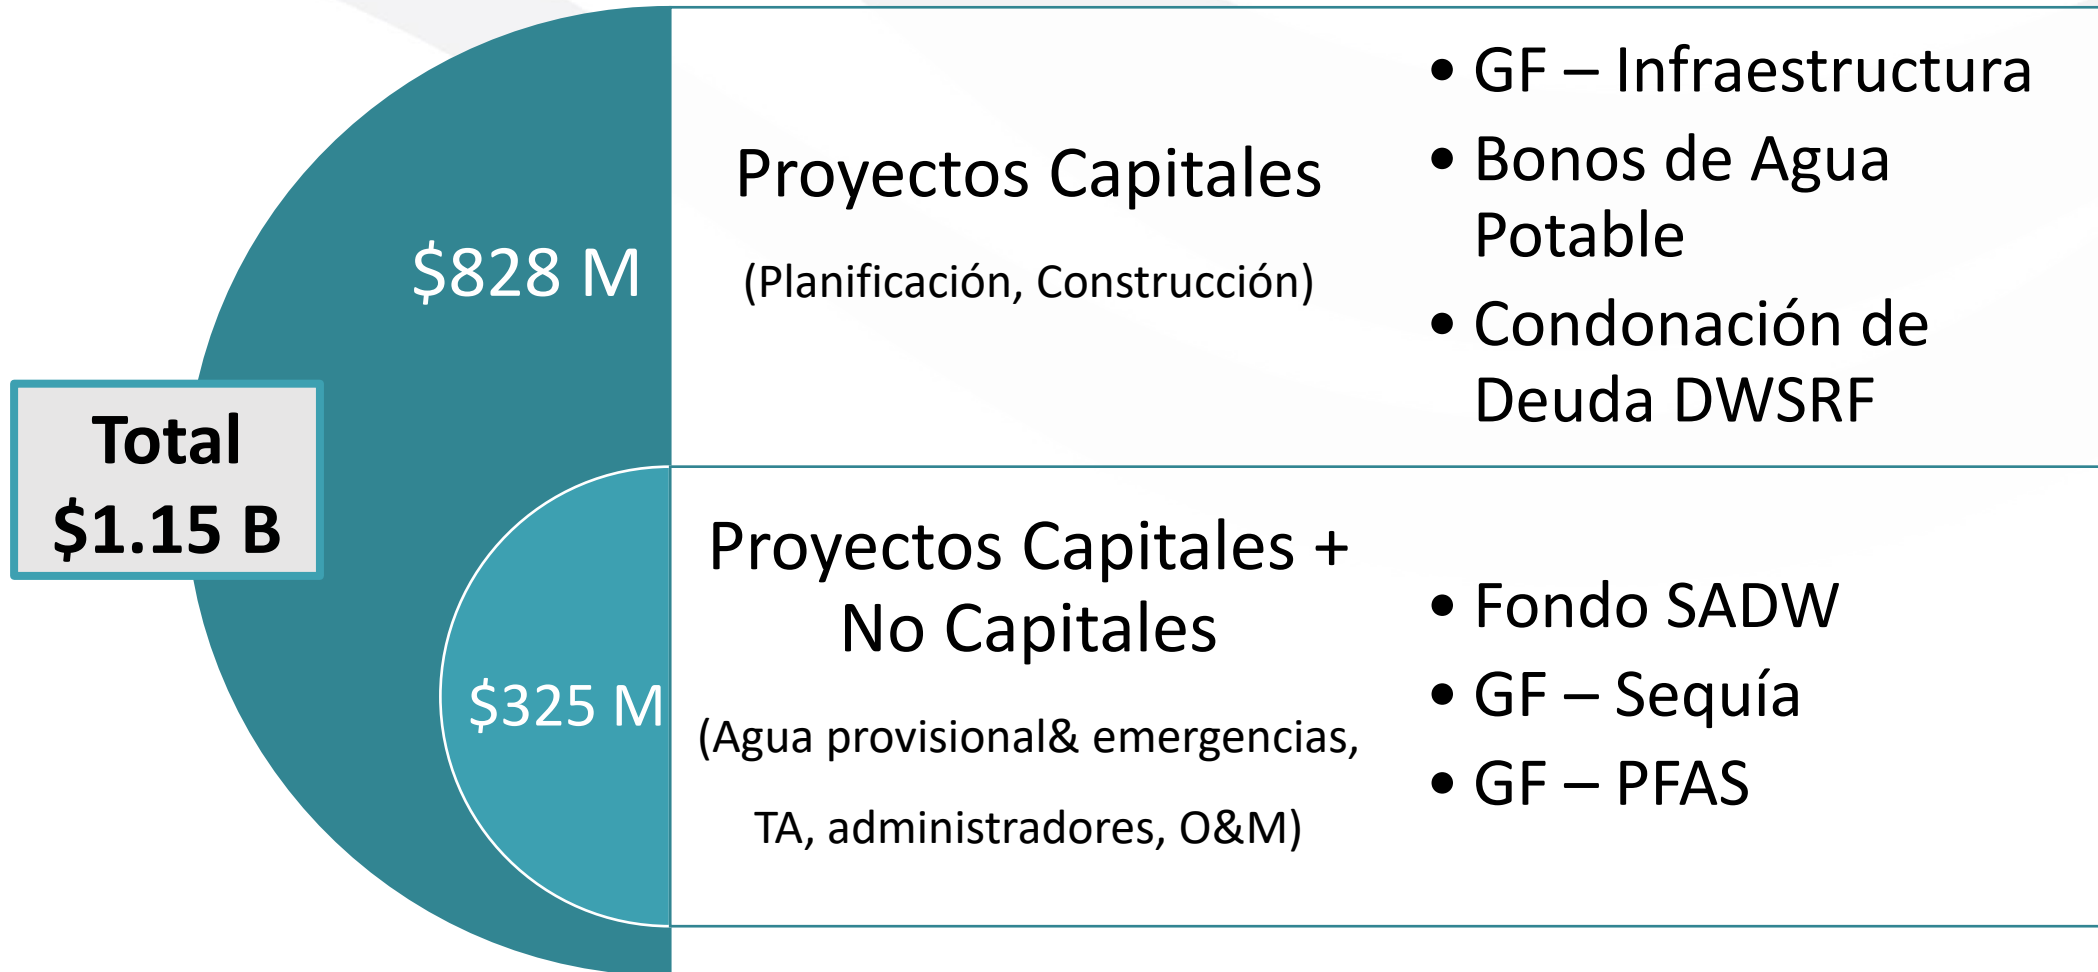 Total
$1.15 B
$828 M
Proyectos Capitales
(Planificación, Construcción)
• GF – Infraestructura
• Bonos de Agua
Potable
• Condonación de
Deuda DWSRF
$325 M
Proyectos Capitales +
No Capitales
(Agua provisional& emergencias,
TA, administradores, O&M)
• Fondo SADW
• GF – Sequía
• GF – PFAS